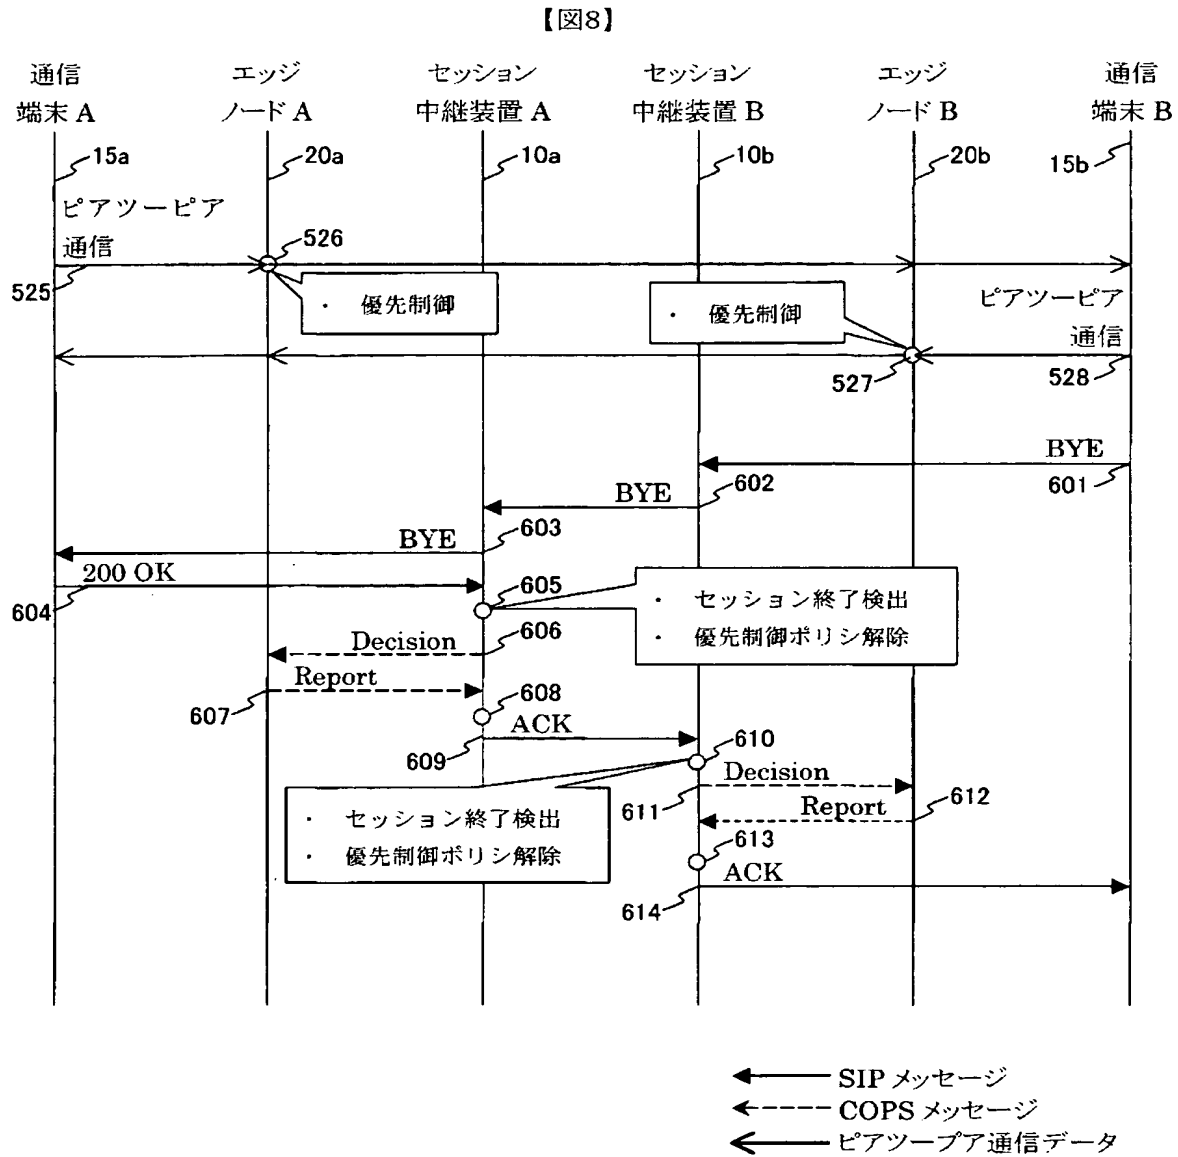 【図8】
通信 エッジ セッション セッション エッジ 通信
端末 A ノード A 中継装置 A 中継装置 B ノード B 端末 B
15a 20a 10a 10b 20b 15b
ピアツーピア
通信
526
525
・ 優先制御
・ 優先制御
ピアツーピア
通信
527
528
BYE
601
BYE
602
BYE
603
200 OK
604
605
・ セッション終了検出
・ 優先制御ポリシ解除
Decision
606
Report
607
608
ACK
609
610
Decision
611
Report
612
・ セッション終了検出
・ 優先制御ポリシ解除
613
ACK
614
SIP メッセージ
COPS メッセージ
ピアツープア通信データ